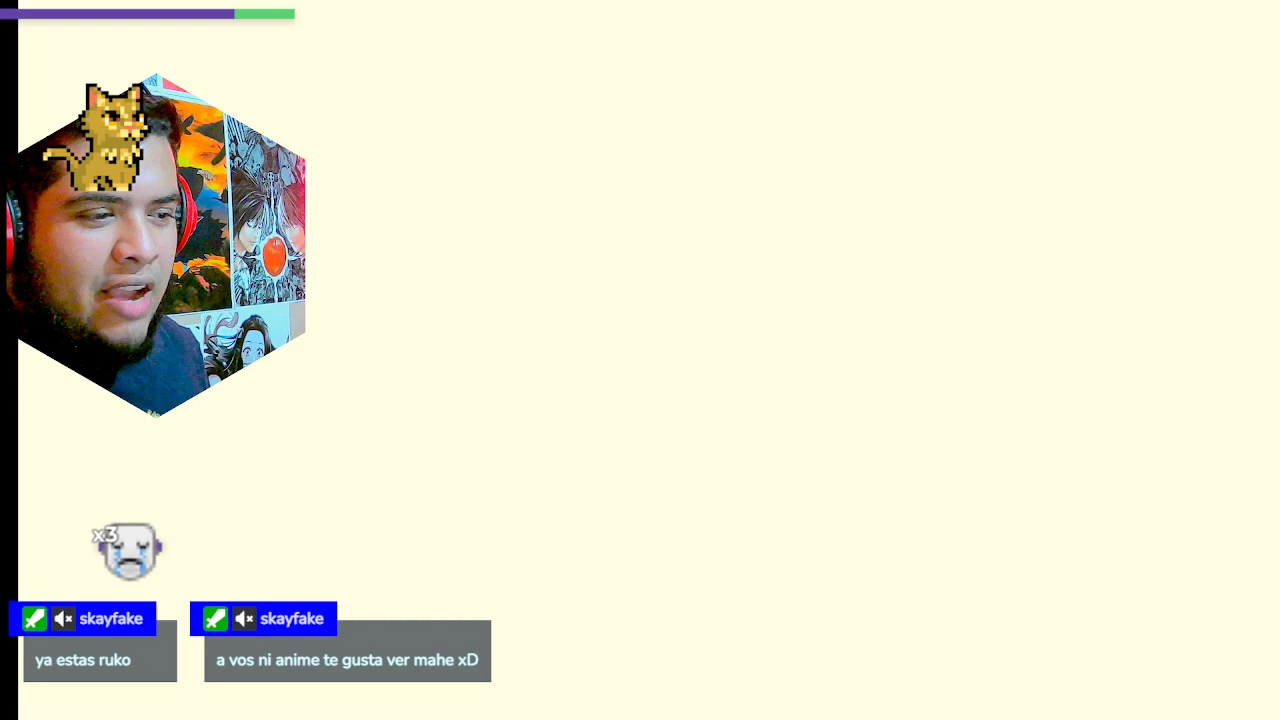 x3
skayfake
ya estas ruko
skayfake
a vos ni anime te gusta ver mahe xD